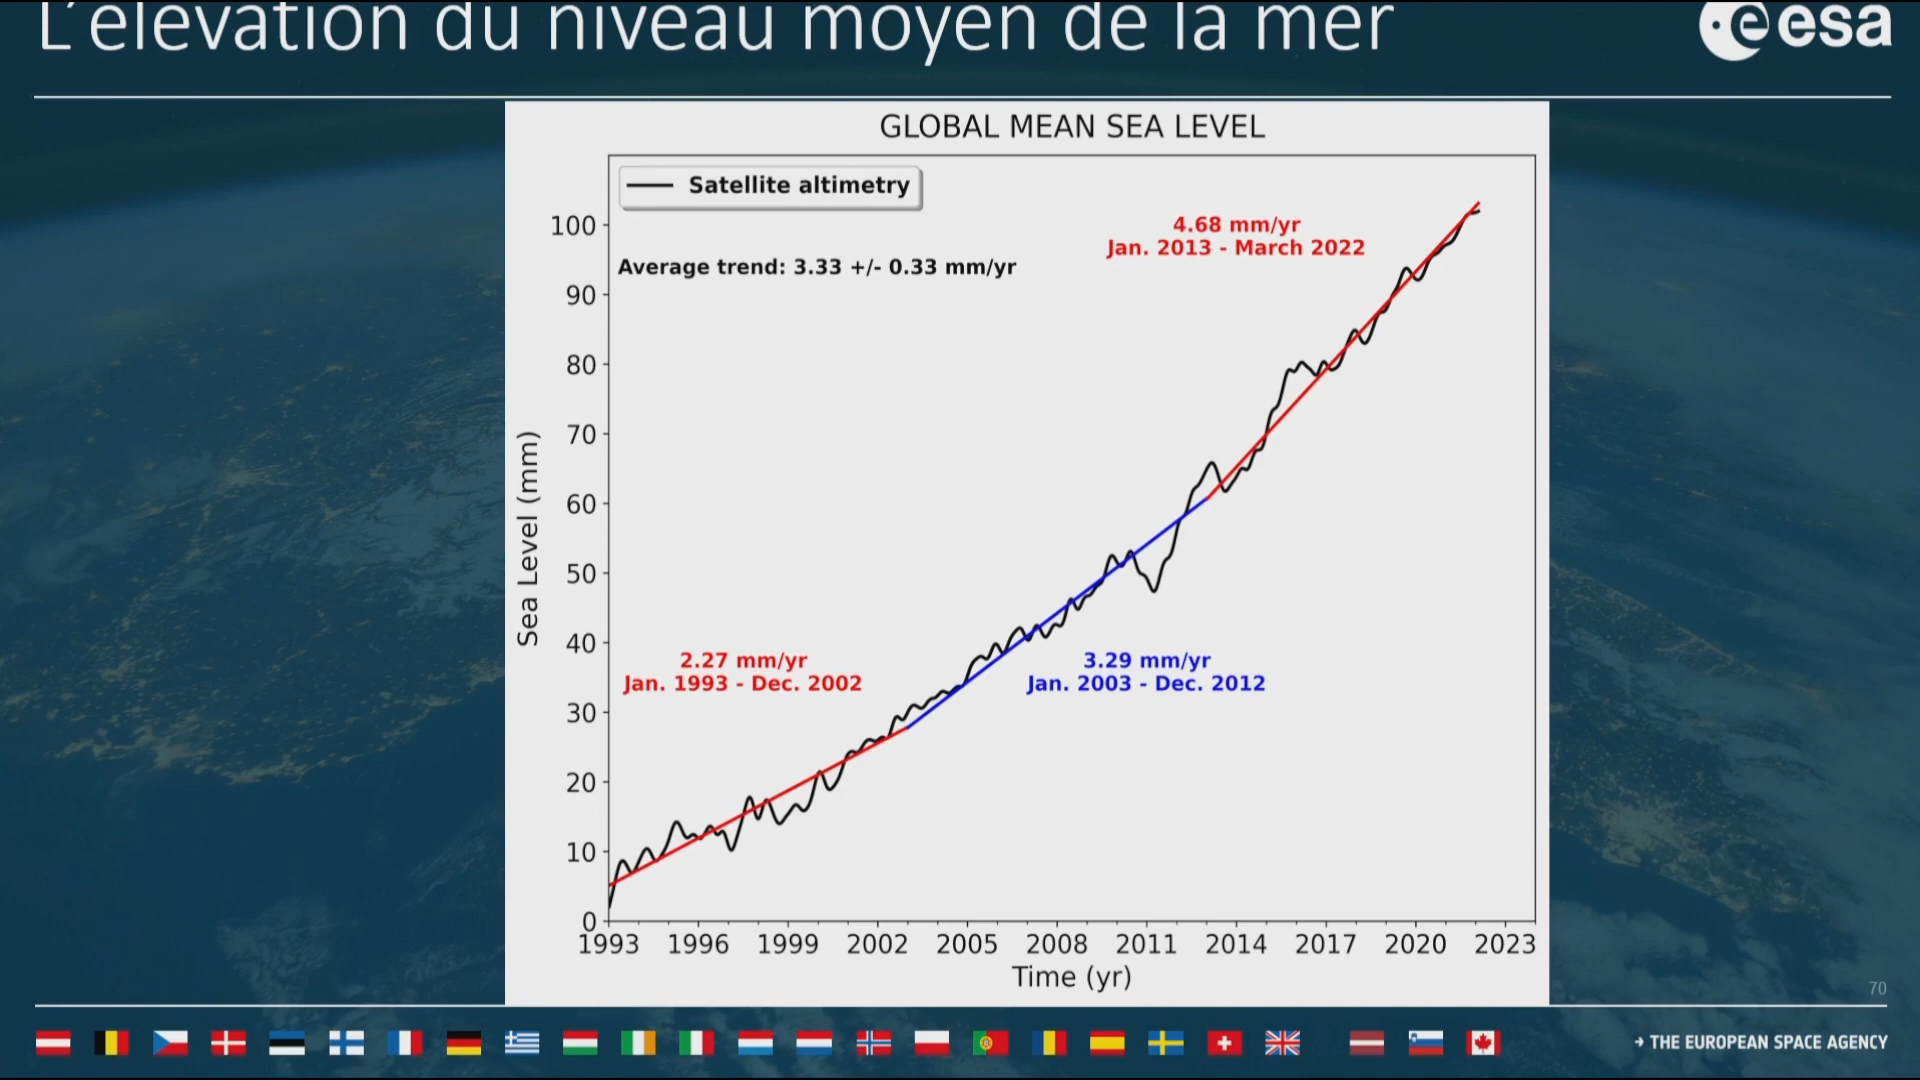 L'élévation du niveau moyen de la mer
esa
GLOBAL MEAN SEA LEVEL
Satellite altimetry
Average trend: 3.33 +/- 0.33 mm/yr
4.68 mm/yr
Jan. 2013 - March 2022
2.27 mm/yr
Jan. 1993 - Dec. 2002
3.29 mm/yr
Jan. 2003 - Dec. 2012
Sea Level (mm)
100
90
80
70
60
50
40
30
20
10
0
1993 1996 1999 2002 2005 2008 2011 2014 2017 2020 2023
Time (yr)
70
→ THE EUROPEAN SPACE AGENCY